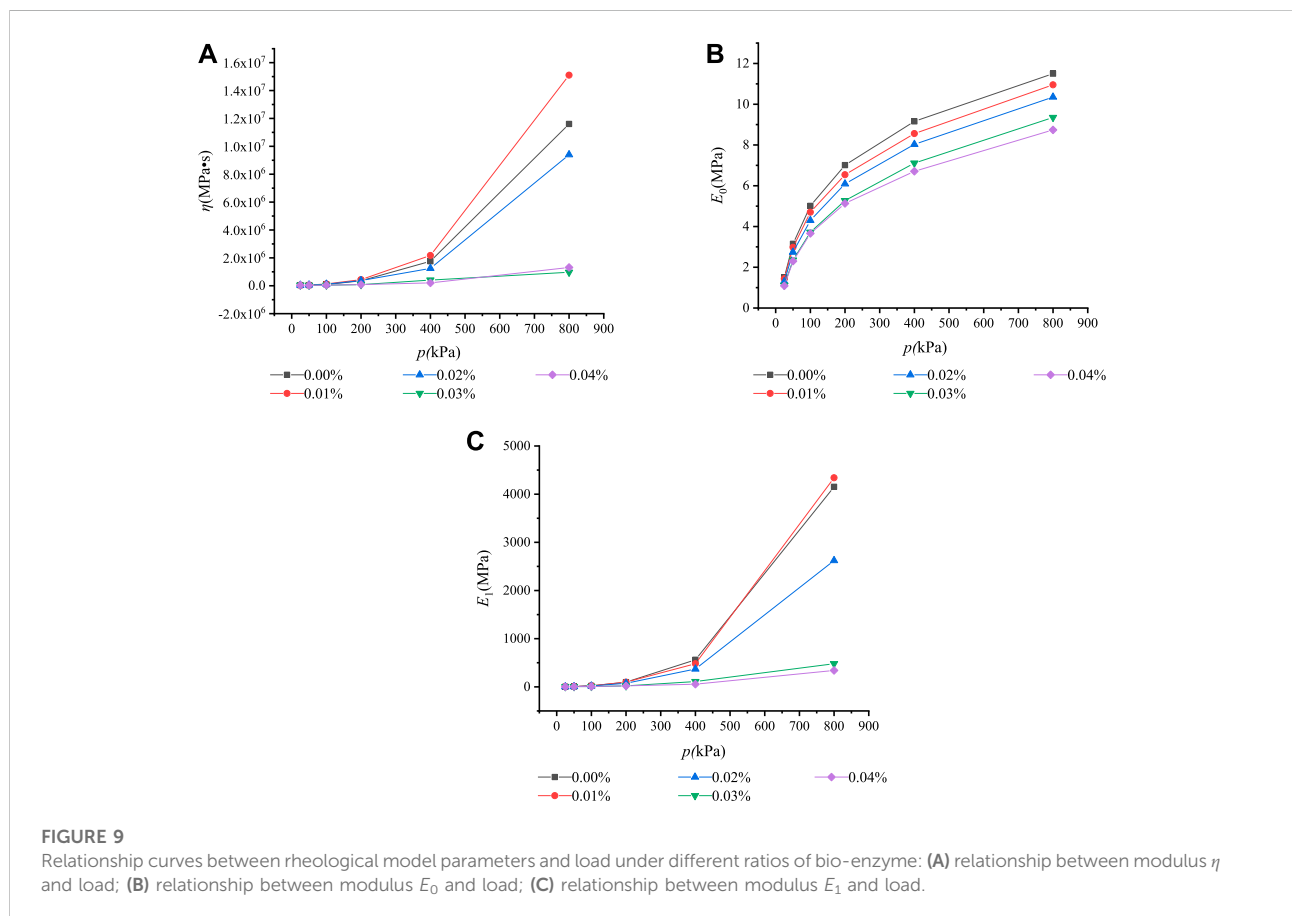 A
1.6x10⁷
1.4x10⁷
1.2x10⁷
1.0x10⁷
8.0x10⁶
6.0x10⁶
4.0x10⁶
2.0x10⁶
0.0
-2.0x10⁶
η(MPa•s)
0 100 200 300 400 500 600 700 800 900
p(kPa)
0.00% 0.02% 0.04%
0.01% 0.03%
B
12
10
8
6
4
2
0
E₀(MPa)
0 100 200 300 400 500 600 700 800 900
p(kPa)
0.00% 0.02% 0.04%
0.01% 0.03%
C
5000
4000
3000
2000
1000
0
E₁(MPa)
0 100 200 300 400 500 600 700 800 900
p(kPa)
0.00% 0.02% 0.04%
0.01% 0.03%
FIGURE 9
Relationship curves between rheological model parameters and load under different ratios of bio-enzyme: (A) relationship between modulus η
and load; (B) relationship between modulus E₀ and load; (C) relationship between modulus E₁ and load.